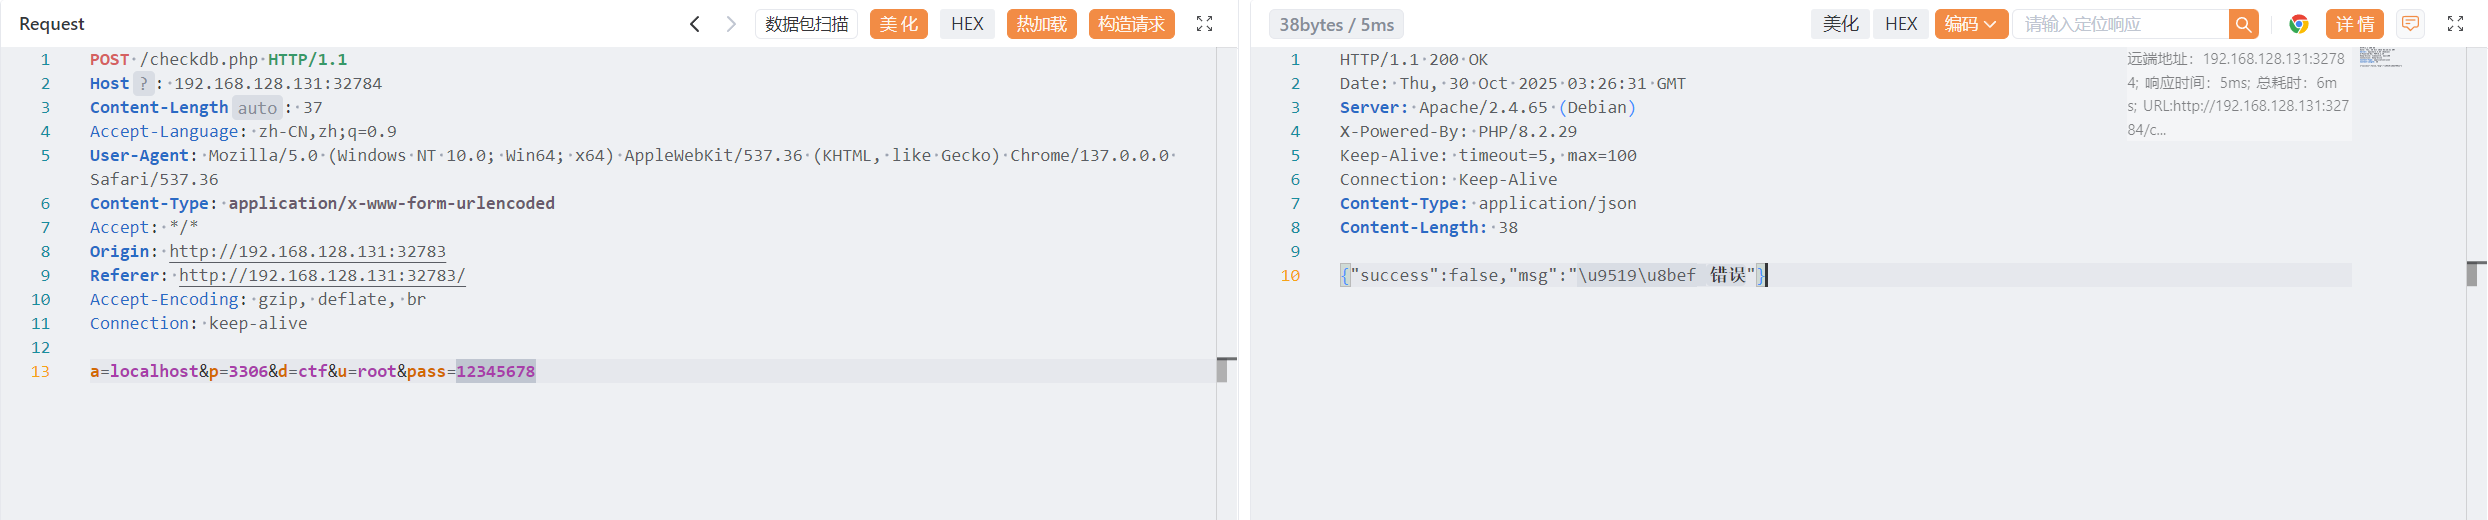 Request 数据包扫描 美化 HEX 热加载 构造请求
1 POST /checkdb.php HTTP/1.1
2 Host ? : 192.168.128.131:32784
3 Content-Length auto : 37
4 Accept-Language: zh-CN,zh;q=0.9
5 User-Agent: Mozilla/5.0 (Windows NT 10.0; Win64; x64) AppleWebKit/537.36 (KHTML, like Gecko) Chrome/137.0.0.0
Safari/537.36
6 Content-Type: application/x-www-form-urlencoded
7 Accept: */*
8 Origin: http://192.168.128.131:32783
9 Referer: http://192.168.128.131:32783/
10 Accept-Encoding: gzip, deflate, br
11 Connection: keep-alive
12
13 a=localhost&p=3306&d=ctf&u=root&pass=12345678
38bytes / 5ms 美化 HEX 编码 请输入定位响应 详情
1 HTTP/1.1 200 OK
2 Date: Thu, 30 Oct 2025 03:26:31 GMT
3 Server: Apache/2.4.65 (Debian)
4 X-Powered-By: PHP/8.2.29
5 Keep-Alive: timeout=5, max=100
6 Connection: Keep-Alive
7 Content-Type: application/json
8 Content-Length: 38
9
10 {"success":false,"msg":"\u9519\u8bef 错误"}
远端地址: 192.168.128.131:3278
4; 响应时间: 5ms; 总耗时: 6m
s; URL:http://192.168.128.131:327
84/c...